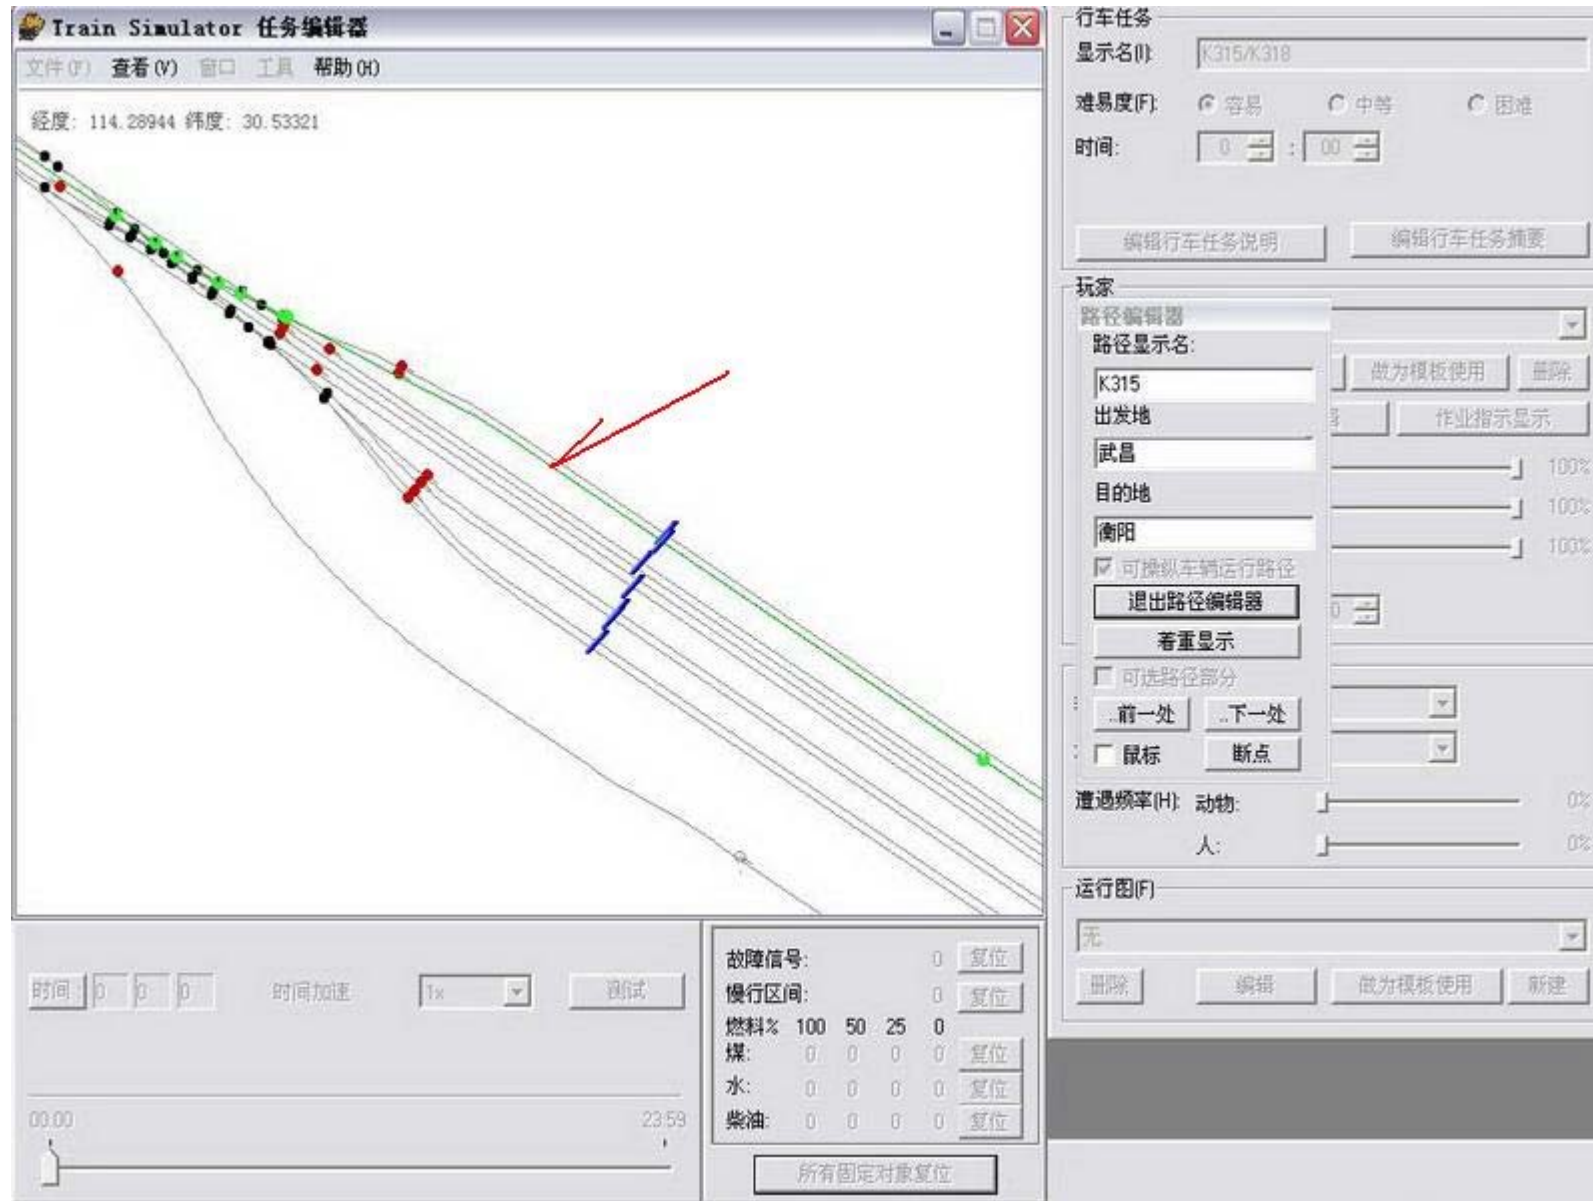 Train Simulator 任务编辑器
文件(F) 查看(V) 窗口 工具 帮助(H)
经度: 114.28944 纬度: 30.53321
时间: 0 0 0 时间加速 1x 测试
00:00 23:59
故障信号: 0 复位
慢行区间: 0 复位
燃料% 100 50 25 0
煤: 0 0 0 0 复位
水: 0 0 0 0 复位
柴油: 0 0 0 0 复位
所有固定对象复位
行车任务
显示名(I): K315/K318
难易度(F): 容易 中等 困难
时间: 0 : 00
编辑行车任务说明 编辑行车任务摘要
玩家
做为模板使用 删除
作业指示显示
100%
100%
100%
路径编辑器
路径显示名:
K315
出发地
武昌
目的地
衡阳
可操纵车辆运行路径
退出路径编辑器
着重显示
可选路径部分
..前一处 ..下一处
鼠标 断点
遭遇频率(H): 动物: 0%
人: 0%
运行图(F)
无
删除 编辑 做为模板使用 新建